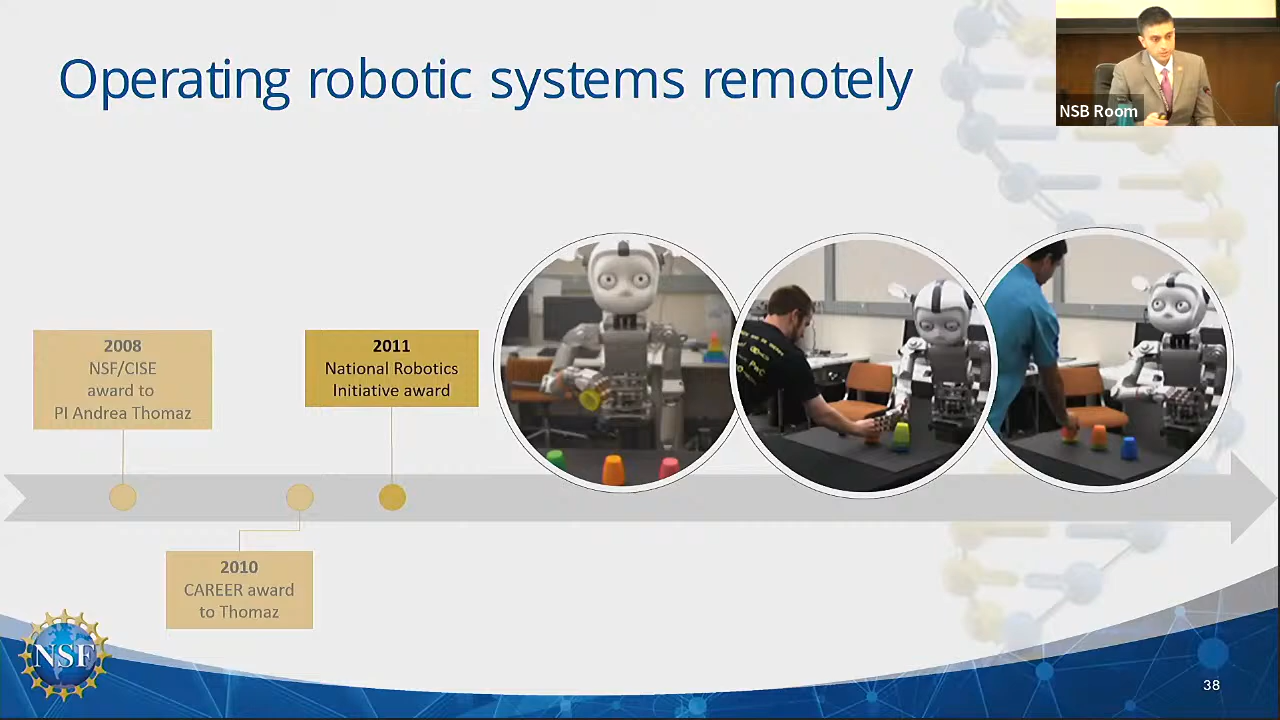 Operating robotic systems remotely
NSB Room
2008
NSF/CISE
award to
PI Andrea Thomaz
2011
National Robotics
Initiative award
2010
CAREER award
to Thomaz
NSF
38